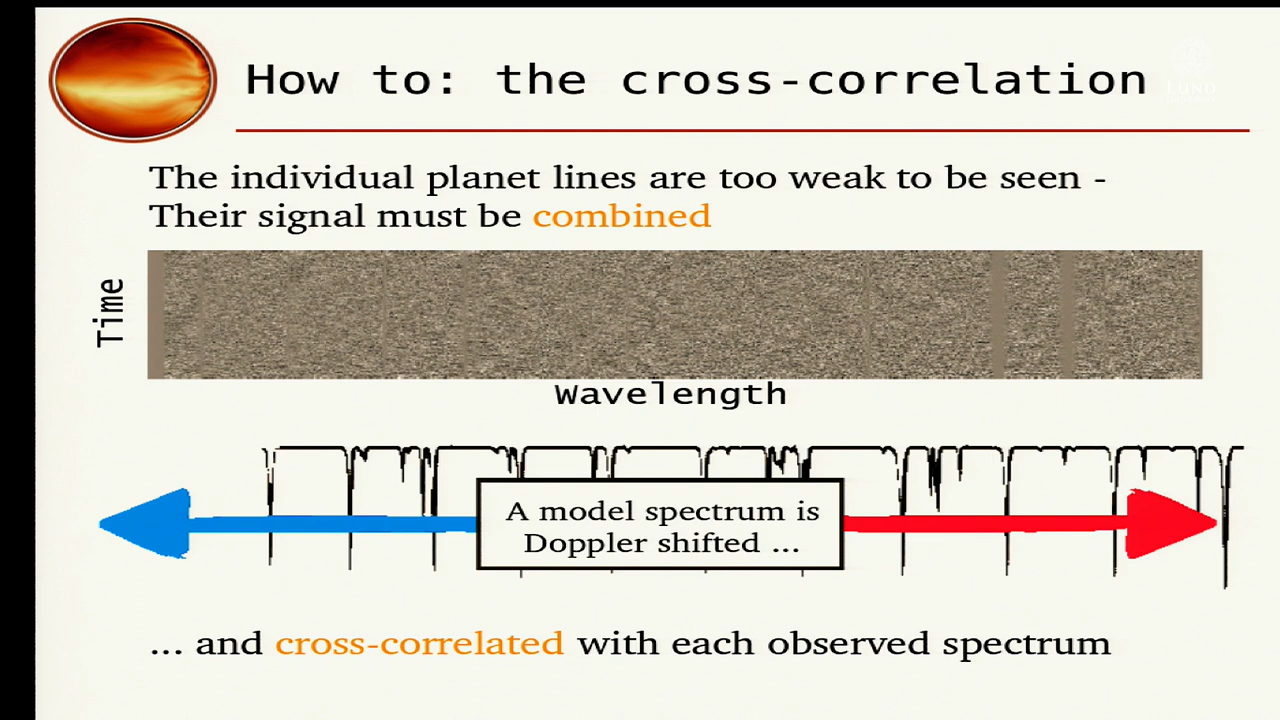 How to: the cross-correlation
LUND
The individual planet lines are too weak to be seen -
Their signal must be combined
Time
Wavelength
A model spectrum is
Doppler shifted ...
... and cross-correlated with each observed spectrum